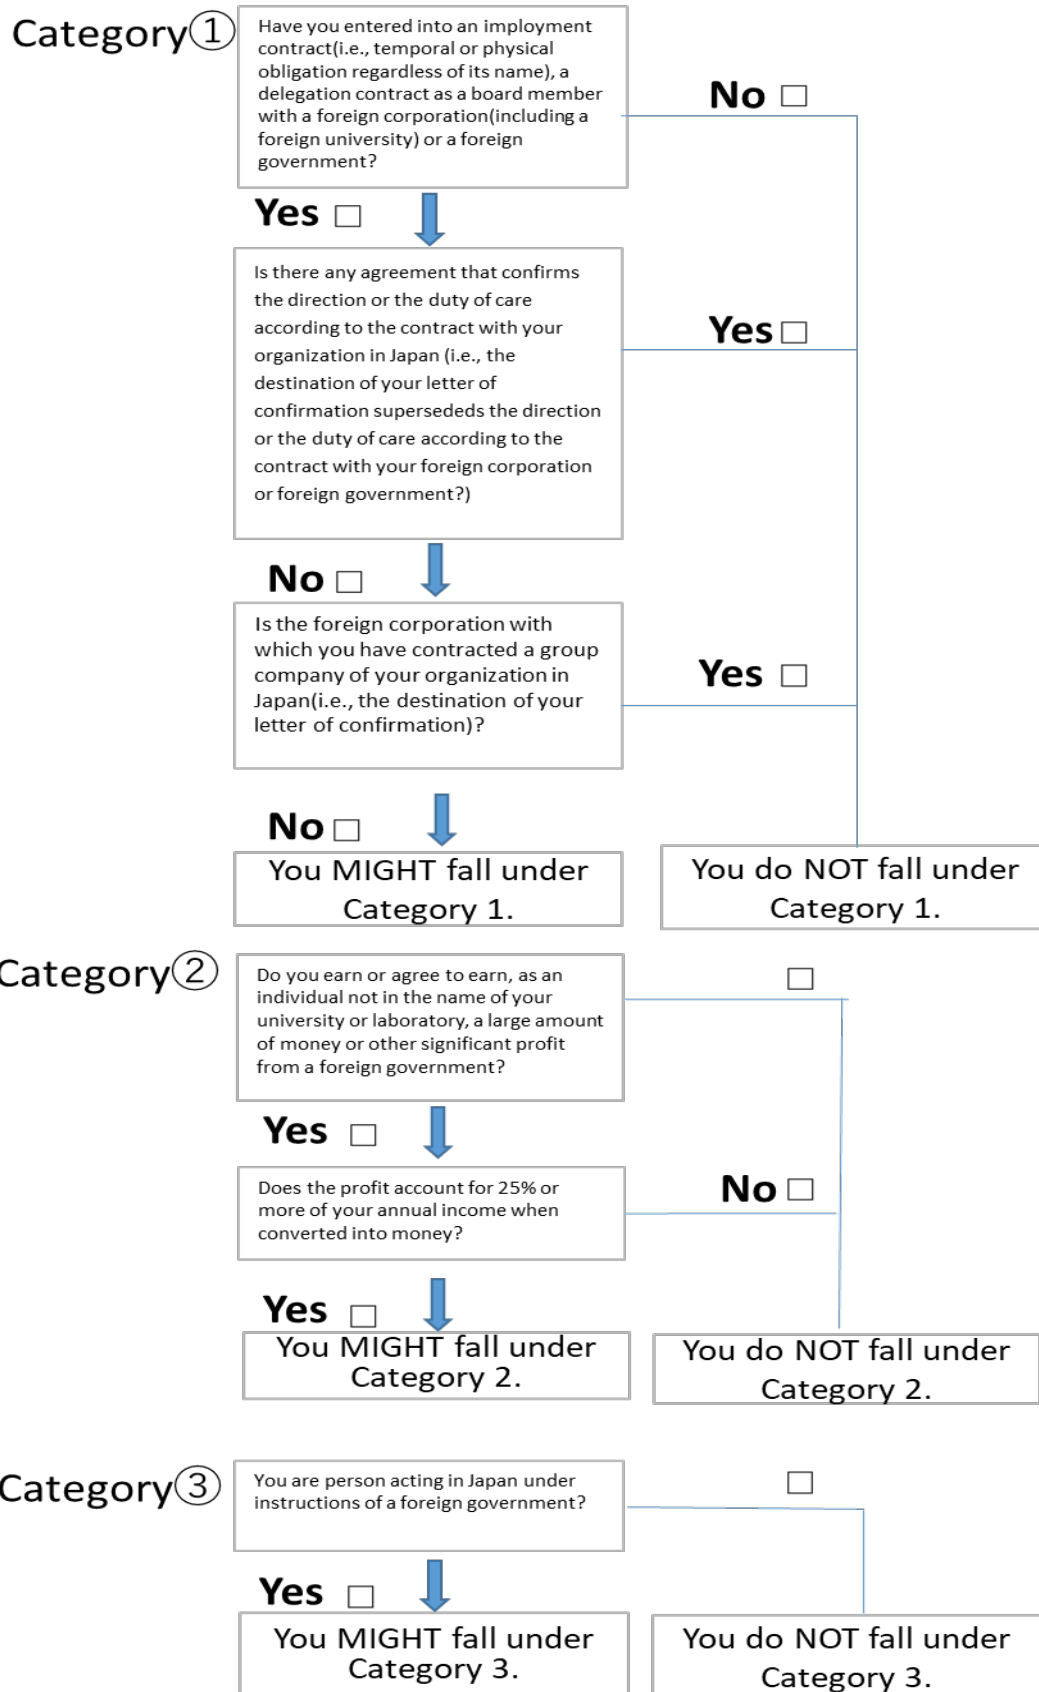 Category①
Have you entered into an imployment
contract(i.e., temporal or physical
obligation regardless of its name), a
delegation contract as a board member
with a foreign corporation(including a
foreign university) or a foreign
government?
No □
Yes □
Is there any agreement that confirms
the direction or the duty of care
according to the contract with your
organization in Japan (i.e., the
destination of your letter of
confirmation supersededs the direction
or the duty of care according to the
contract with your foreign corporation
or foreign government?)
Yes □
No □
Is the foreign corporation with
which you have contracted a group
company of your organization in
Japan(i.e., the destination of your
letter of confirmation)?
Yes □
No □
You MIGHT fall under
Category 1.
You do NOT fall under
Category 1.
Category②
Do you earn or agree to earn, as an
individual not in the name of your
university or laboratory, a large amount
of money or other significant profit
from a foreign government?
□
Yes □
Does the profit account for 25% or
more of your annual income when
converted into money?
No □
Yes □
You MIGHT fall under
Category 2.
You do NOT fall under
Category 2.
Category③
You are person acting in Japan under
instructions of a foreign government?
□
Yes □
You MIGHT fall under
Category 3.
You do NOT fall under
Category 3.